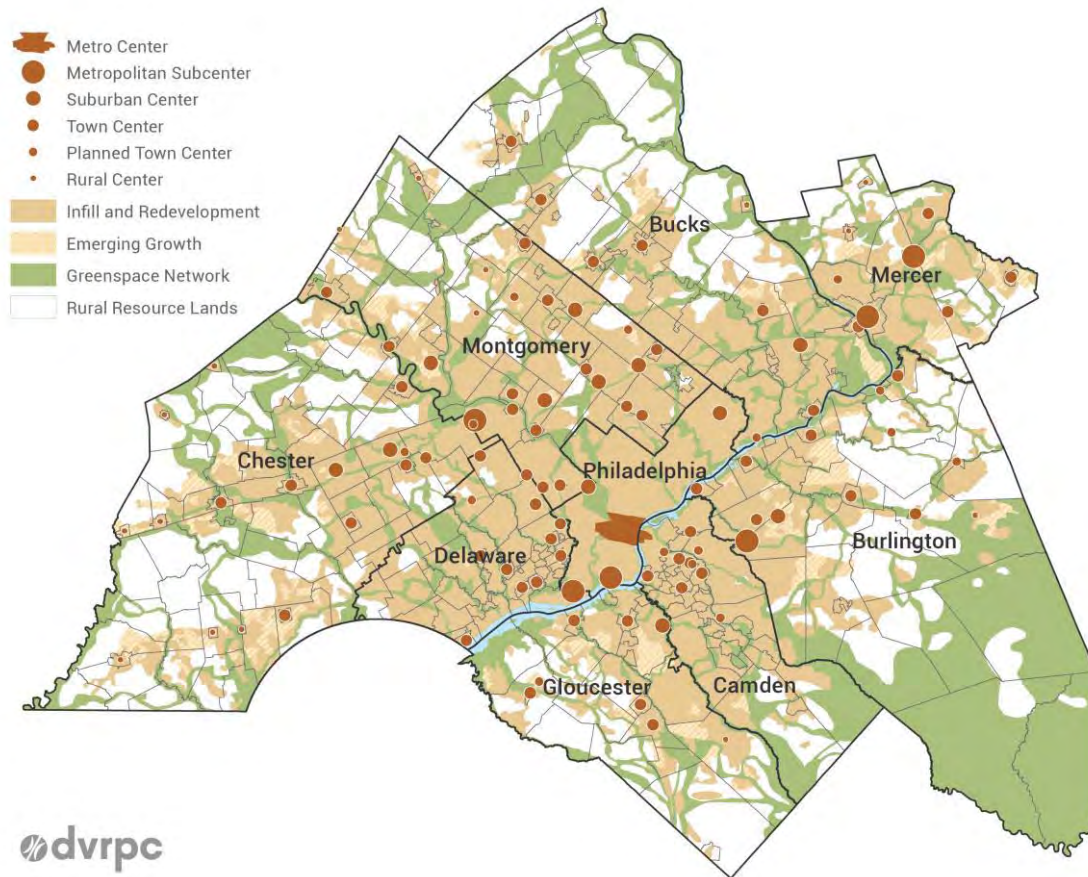 Metro Center
Metropolitan Subcenter
Suburban Center
Town Center
Planned Town Center
Rural Center
Infill and Redevelopment
Emerging Growth
Greenspace Network
Rural Resource Lands
Bucks
Mercer
Montgomery
Chester
Philadelphia
Delaware
Burlington
Gloucester
Camden
dvrpc